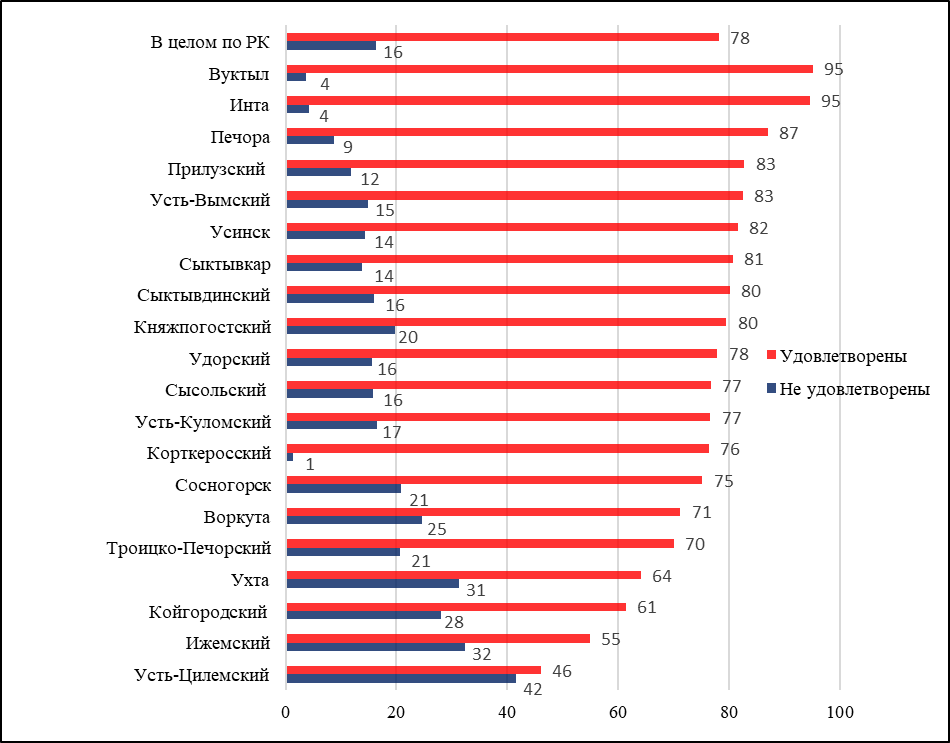 В целом по РК
78
16
Вуктыл
95
4
Инта
95
4
Печора
87
9
Прилузский
83
12
Усть-Вымский
83
15
Усинск
82
14
Сыктывкар
81
14
Сыктывдинский
80
16
Княжпогостский
80
20
Удорский
78
16
Сысольский
77
16
Усть-Куломский
77
17
Корткеросский
76
1
Сосногорск
75
21
Воркута
71
25
Троицко-Печорский
70
21
Ухта
64
31
Койгородский
61
28
Ижемский
55
32
Усть-Цилемский
46
42
Удовлетворены
Не удовлетворены
0 20 40 60 80 100